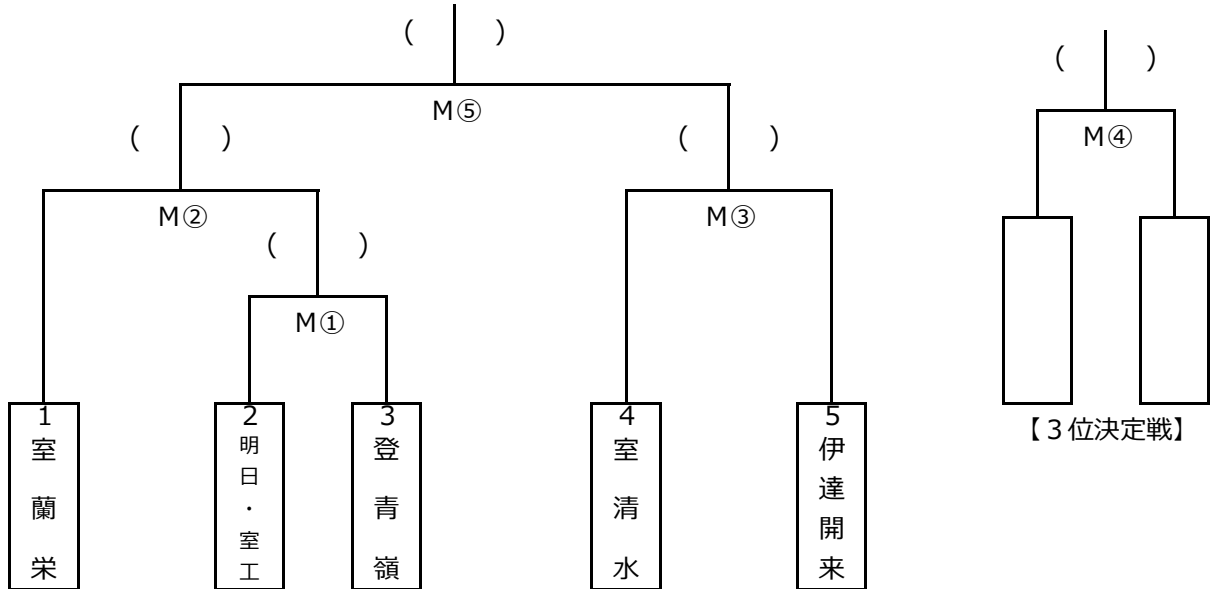 (　　)
(　　)
M⑤
M④
(　　)
(　　)
M②
M③
(　　)
M①
1
室蘭栄
2
明日・室工
3
登青嶺
4
室清水
5
伊達開来
【３位決定戦】